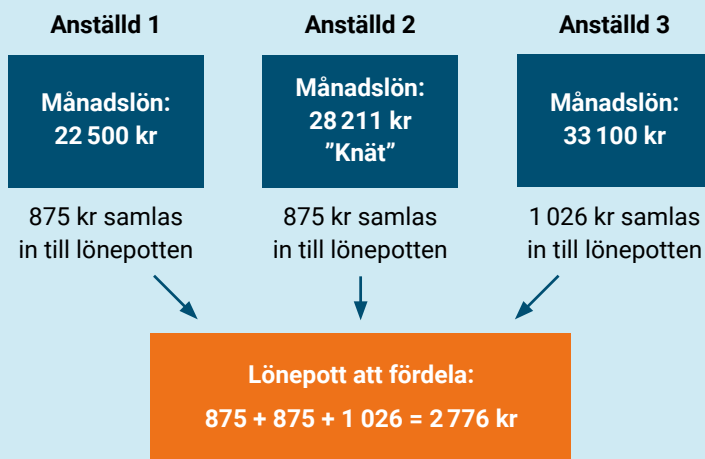 Anställd 1
Månadslön:
22 500 kr
875 kr samlas
in till lönepotten
Anställd 2
Månadslön:
28 211 kr
”Knät”
875 kr samlas
in till lönepotten
Anställd 3
Månadslön:
33 100 kr
1 026 kr samlas
in till lönepotten
Lönepott att fördela:
875 + 875 + 1 026 = 2 776 kr